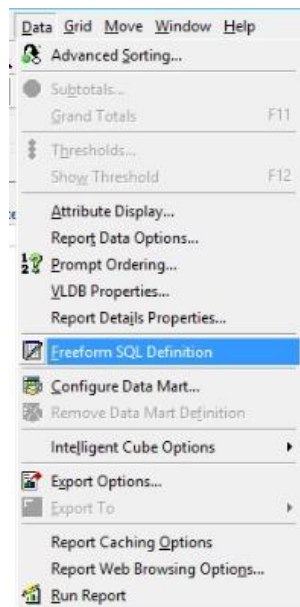 Data Grid Move Window Help
Advanced Sorting...
Subtotals...
Grand Totals F11
Thresholds...
Show Threshold F12
Attribute Display...
Report Data Options...
Prompt Ordering...
VLDB Properties...
Report Details Properties...
Freeform SQL Definition
Configure Data Mart...
Remove Data Mart Definition
Intelligent Cube Options
Export Options...
Export To
Report Caching Options
Report Web Browsing Options...
Run Report